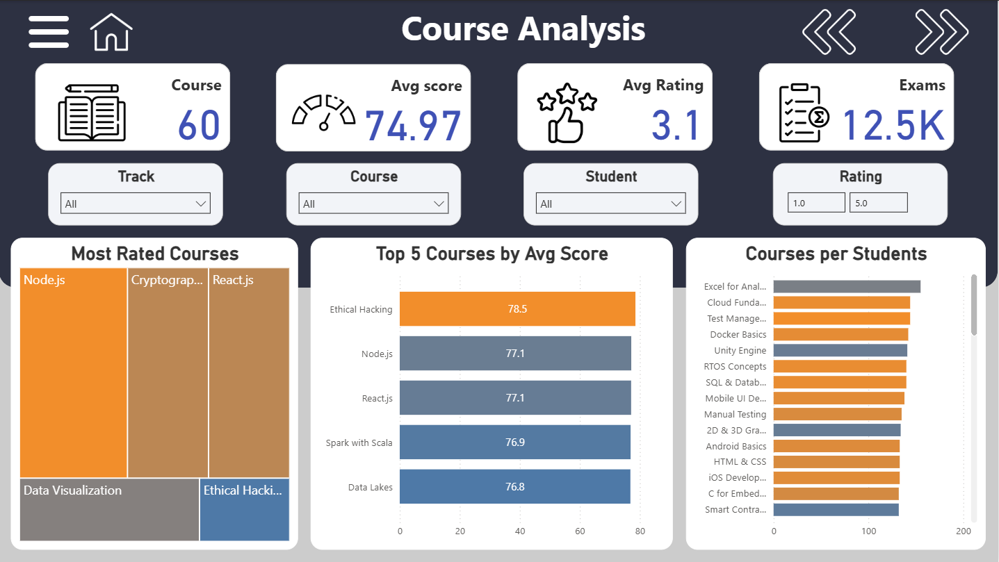 Course Analysis
Course
60
Avg score
74.97
Avg Rating
3.1
Exams
12.5K
Track
All
Course
All
Student
All
Rating
1.0
5.0
Most Rated Courses
Node.js
Cryptograp...
React.js
Data Visualization
Ethical Hacki...
Top 5 Courses by Avg Score
Ethical Hacking
78.5
Node.js
77.1
React.js
77.1
Spark with Scala
76.9
Data Lakes
76.8
0 20 40 60 80
Courses per Students
Excel for Anal...
Cloud Funda...
Test Manage...
Docker Basics
Unity Engine
RTOS Concepts
SQL & Datab...
Mobile UI De...
Manual Testing
2D & 3D Gra...
Android Basics
HTML & CSS
iOS Develop...
C for Embed...
Smart Contra...
0 100 200